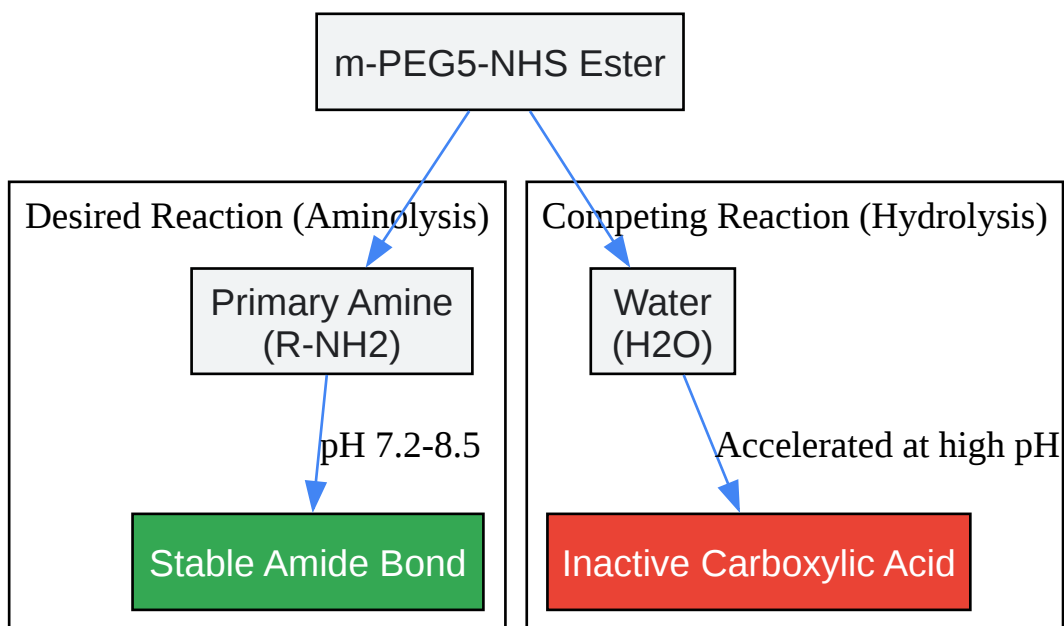 m-PEG5-NHS Ester
Desired Reaction (Aminolysis)
Primary Amine
(R-NH2)
pH 7.2-8.5
Stable Amide Bond
Competing Reaction (Hydrolysis)
Water
(H2O)
Accelerated at high pH
Inactive Carboxylic Acid